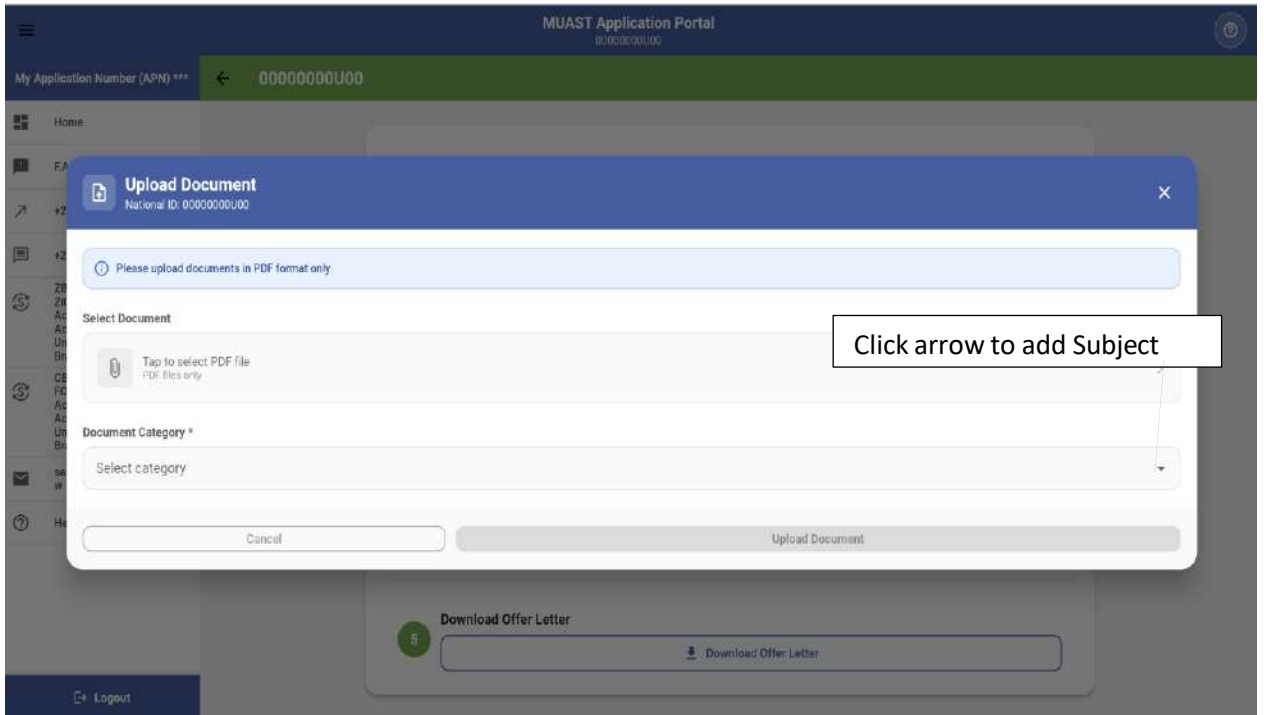 MUAST Application Portal
00000000U00
My Application Number (APN) ***
00000000U00
Home
Upload Document
National ID: 00000000U00
Please upload documents in PDF format only
Select Document
Tap to select PDF file
PDF files only
Click arrow to add Subject
Document Category *
Select category
Cancel
Upload Document
Download Offer Letter
5
Download Offer Letter
Logout